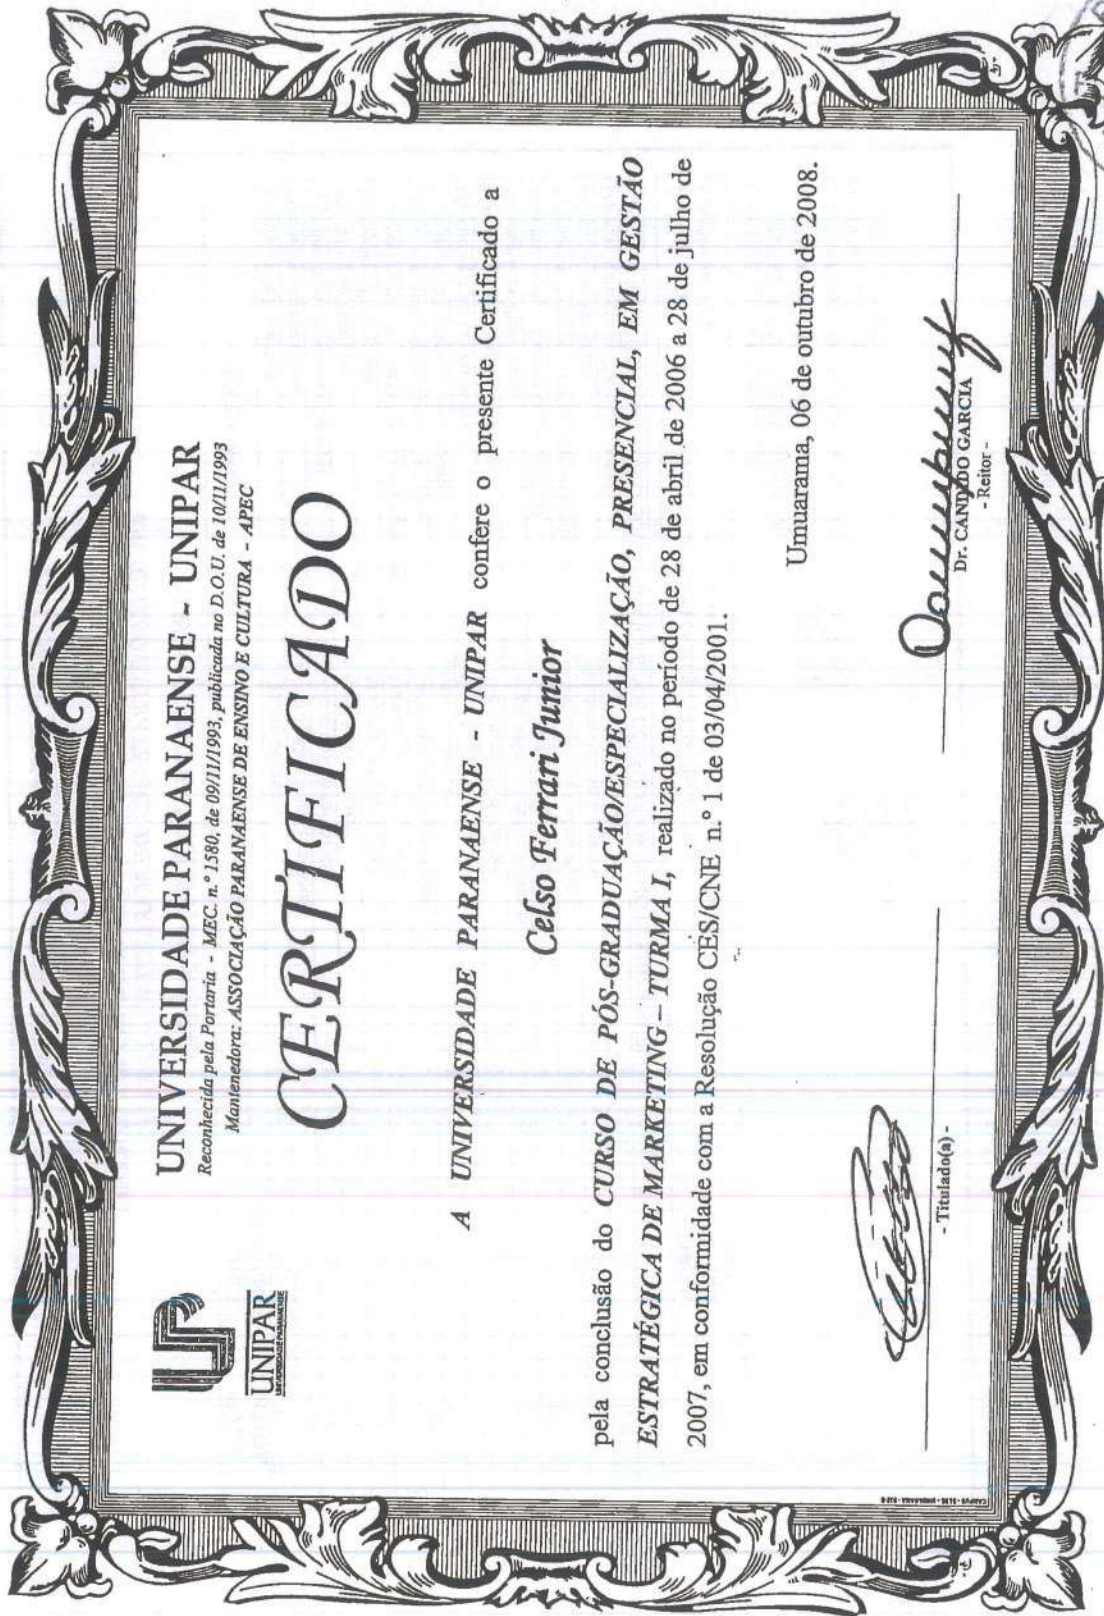 UNIPAR
UNIVERSIDADE PARANAENSE
UNIVERSIDADE PARANAENSE - UNIPAR
Reconhecida pela Portaria - MEC. n.º 1580, de 09/11/1993, publicada no D.O.U. de 10/11/1993
Mantenedora: ASSOCIAÇÃO PARANAENSE DE ENSINO E CULTURA - APEC
CERTIFICADO
A UNIVERSIDADE PARANAENSE - UNIPAR confere o presente Certificado a
Celso Ferrari Junior
pela conclusão do CURSO DE PÓS-GRADUAÇÃO/ESPECIALIZAÇÃO, PRESENCIAL, EM GESTÃO
ESTRATÉGICA DE MARKETING – TURMA I, realizado no período de 28 de abril de 2006 a 28 de julho de
2007, em conformidade com a Resolução CES/CNE n.º 1 de 03/04/2001.
Umuarama, 06 de outubro de 2008.
- Titulado(a) -
Dr. CANDIDO GARCIA
- Reitor -